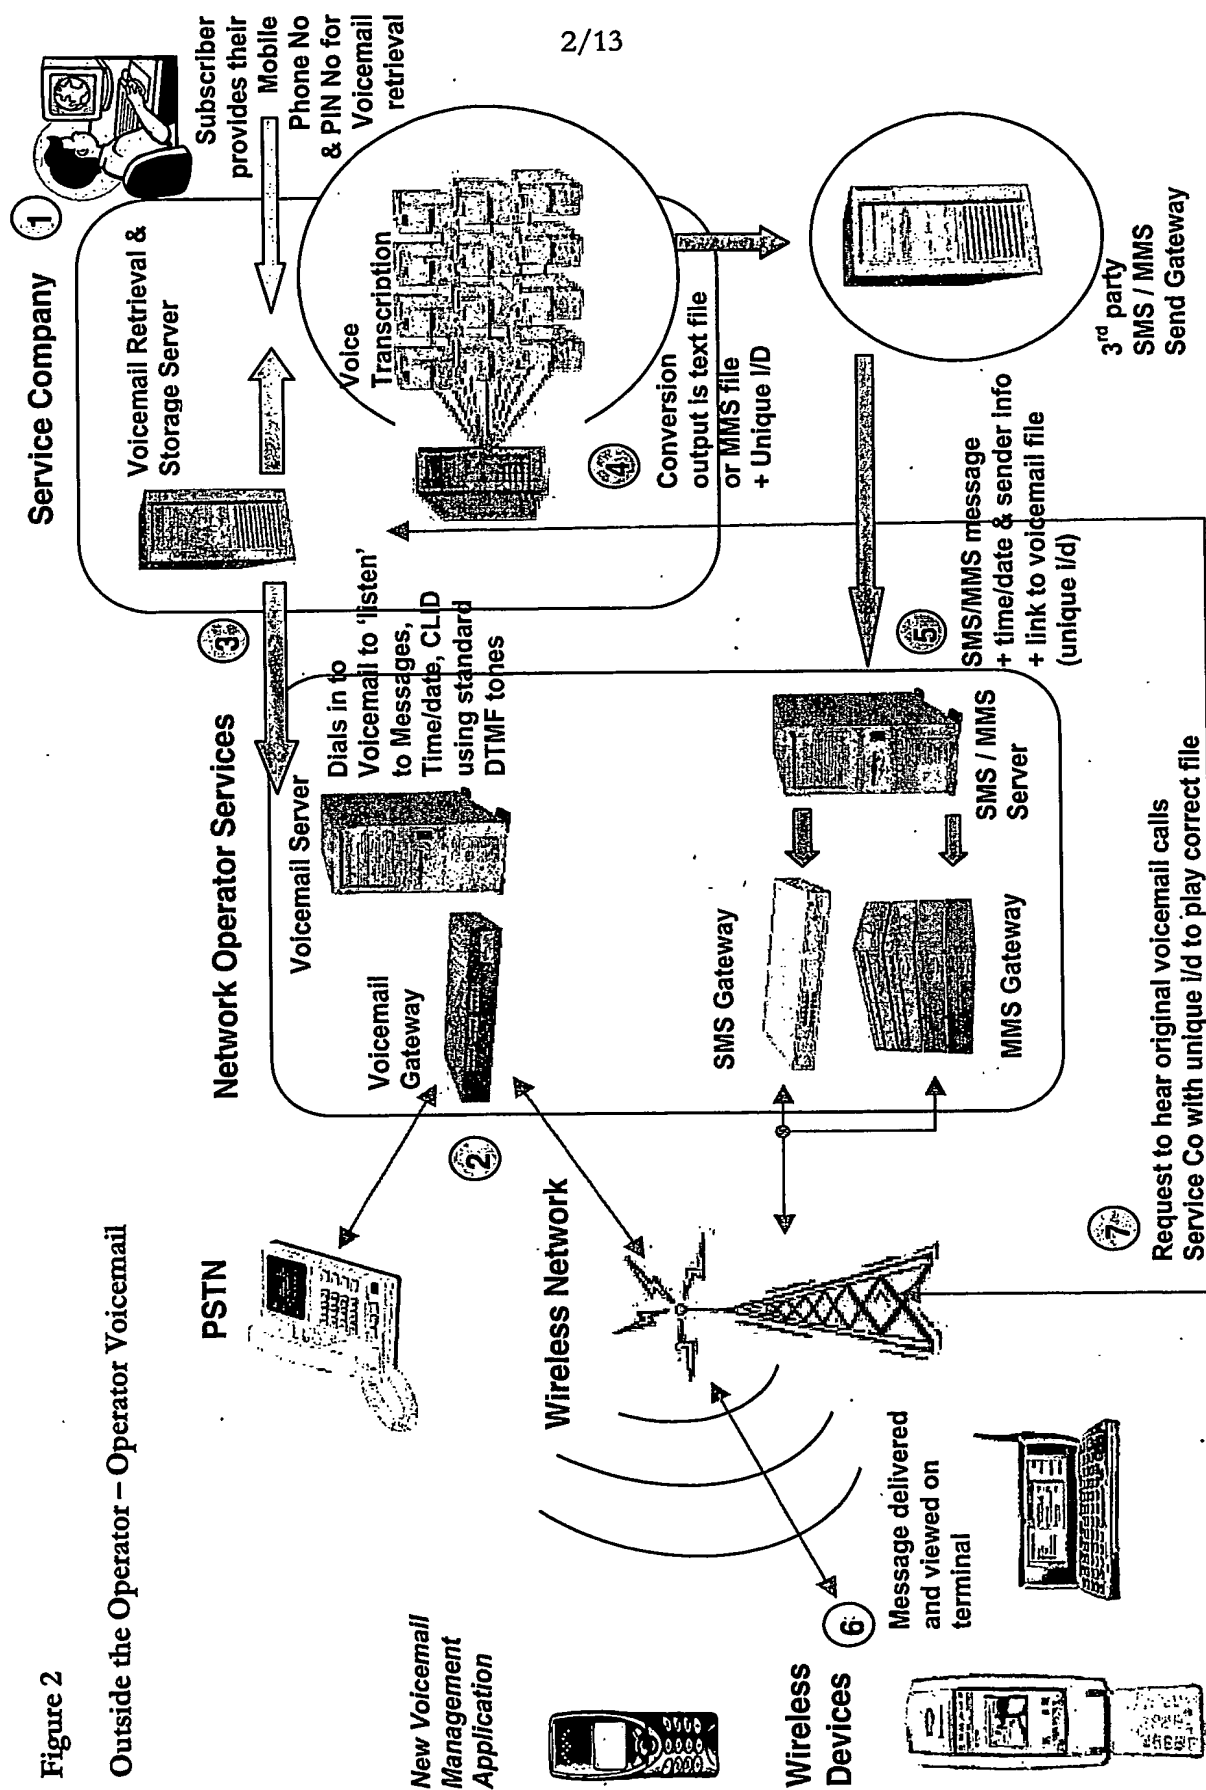 2/13
Figure 2
Outside the Operator – Operator Voicemail
Service Company
1
Subscriber
provides their
Mobile
Phone No
& PIN No for
Voicemail
retrieval
Voicemail Retrieval &
Storage Server
Voice
Transcription
4
Conversion
output is text file
or MMS file
+ Unique I/D
3rd party
SMS / MMS
Send Gateway
3
Dials in to
Voicemail to 'listen'
to Messages,
Time/date, CLID
using standard
DTMF tones
Network Operator Services
Voicemail Server
Voicemail
Gateway
5
SMS/MMS message
+ time/date & sender info
+ link to voicemail file
(unique I/d)
SMS / MMS
Server
SMS Gateway
MMS Gateway
2
PSTN
Wireless Network
7
Request to hear original voicemail calls
Service Co with unique I/d to play correct file
New Voicemail
Management
Application
6
Message delivered
and viewed on
terminal
Wireless
Devices